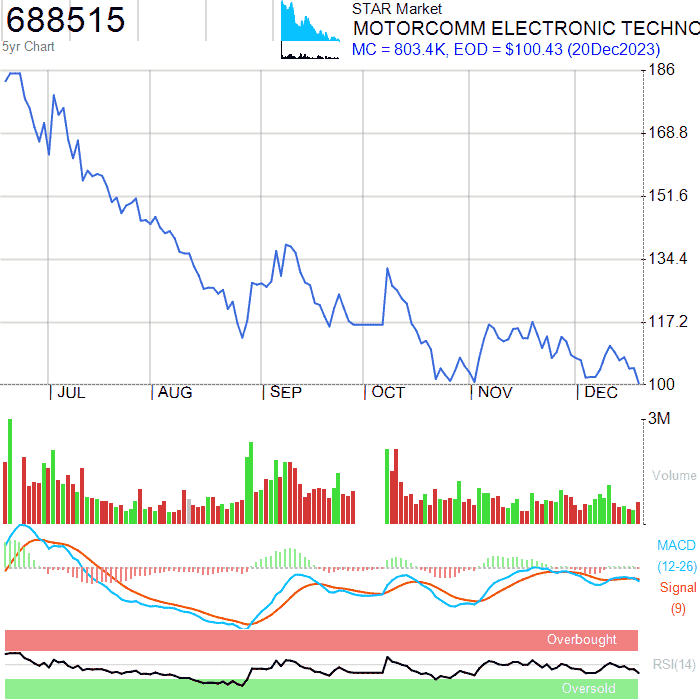 688515
5yr Chart
STAR Market
MOTORCOMM ELECTRONIC TECHNO
MC = 803.4K, EOD = $100.43 (20Dec2023)
186
168.8
151.6
134.4
117.2
100
JUL AUG SEP OCT NOV DEC
3M
Volume
MACD
(12-26)
Signal
(9)
Overbought
RSI(14)
Oversold